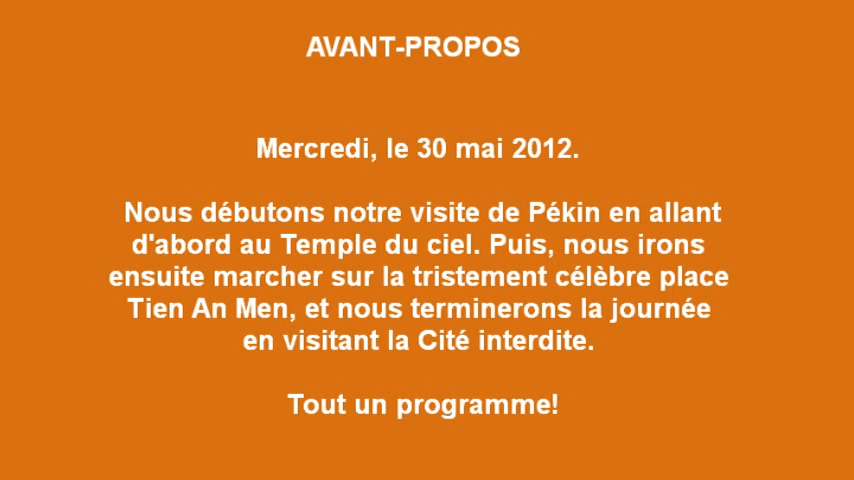 AVANT-PROPOS
Mercredi, le 30 mai 2012.
Nous débutons notre visite de Pékin en allant
d'abord au Temple du ciel. Puis, nous irons
ensuite marcher sur la tristement célèbre place
Tien An Men, et nous terminerons la journée
en visitant la Cité interdite.
Tout un programme!